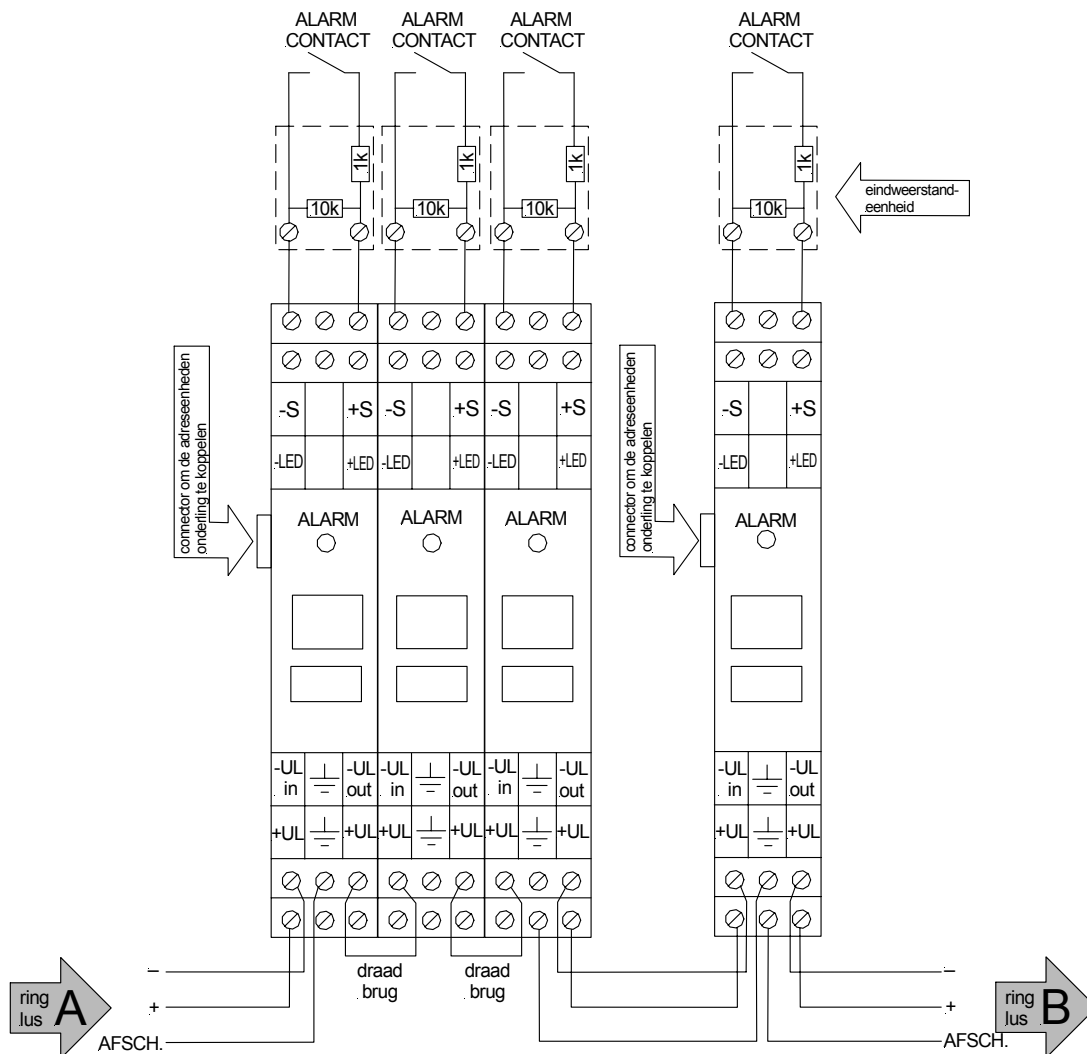 ALARM ALARM ALARM ALARM
CONTACT CONTACT CONTACT CONTACT
1k 1k 1k 1k
10k 10k 10k 10k
eindweerstand-
eenheid
connector om de adreseenheden
onderling te koppelen
connector om de adreseenheden
onderling te koppelen
-S +S -S +S -S +S -S +S
-LED +LED -LED +LED -LED +LED -LED +LED
ALARM ALARM ALARM ALARM
-UL -UL -UL -UL -UL -UL -UL -UL
in out in out in out in out
+UL +UL +UL +UL +UL +UL +UL +UL
draad draad
brug brug
– –
+ +
ring
lus A
ring
lus B
AFSCH. AFSCH.